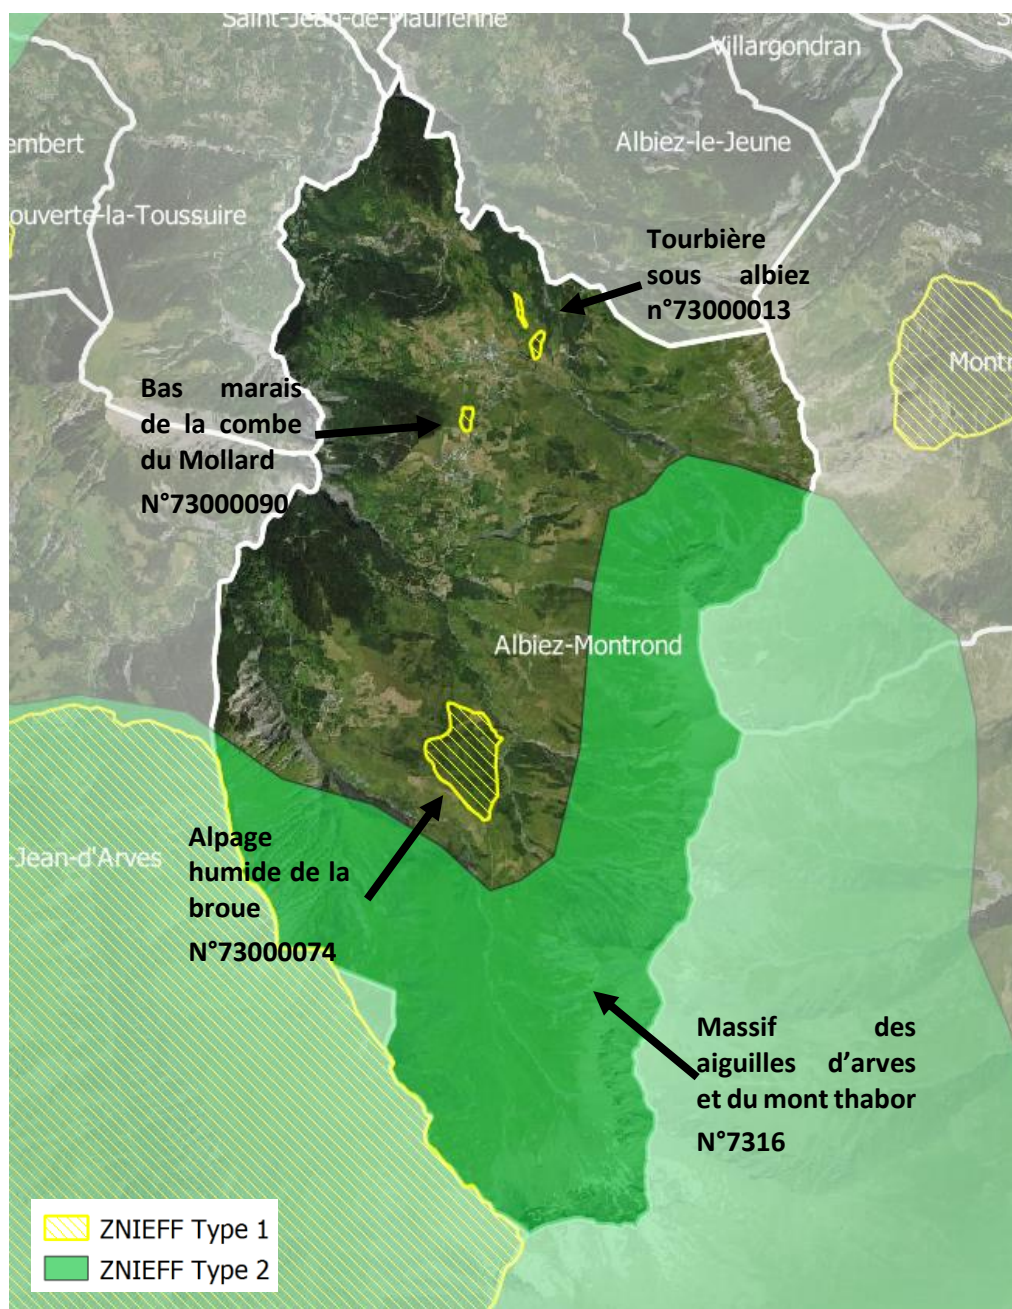 Saint-Jean-de-Maurienne
Villargondran
embert
Albiez-le-Jeune
ouverte-la-Toussuire
Tourbière
sous albiez
n°73000013
Montr
Bas marais
de la combe
du Mollard
N°73000090
Albiez-Montrond
Alpage
humide de la
broue
N°73000074
-Jean-d'Arves
Massif des
aiguilles d’arves
et du mont thabor
N°7316
ZNIEFF Type 1
ZNIEFF Type 2